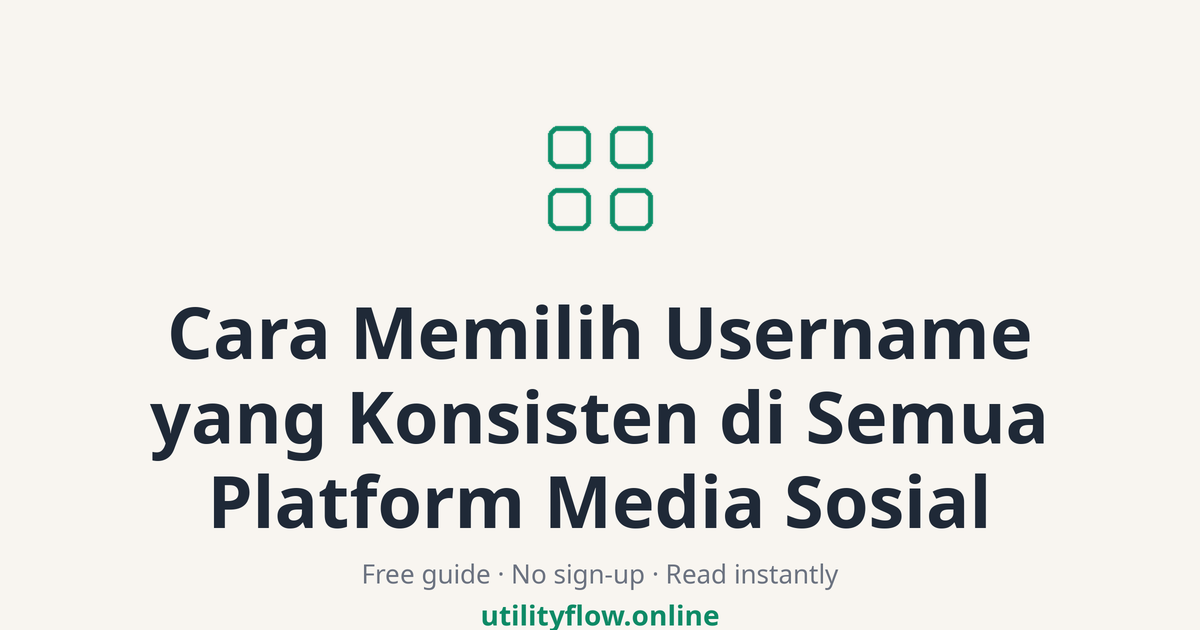 Cara Memilih Username
yang Konsisten di Semua
Platform Media Sosial
Free guide · No sign-up · Read instantly
utilityflow.online